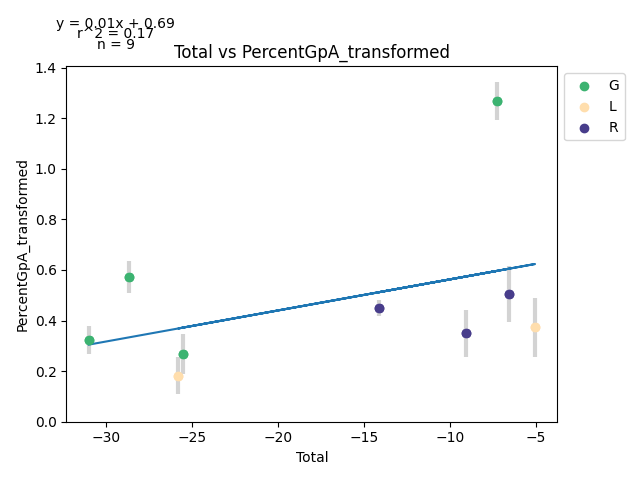 y = 0.01x + 0.69
r^2 = 0.17
n = 9
Total vs PercentGpA_transformed
1.4
1.2
1.0
0.8
0.6
0.4
0.2
0.0
PercentGpA_transformed
−30
−25
−20
−15
−10
−5
Total
G
L
R